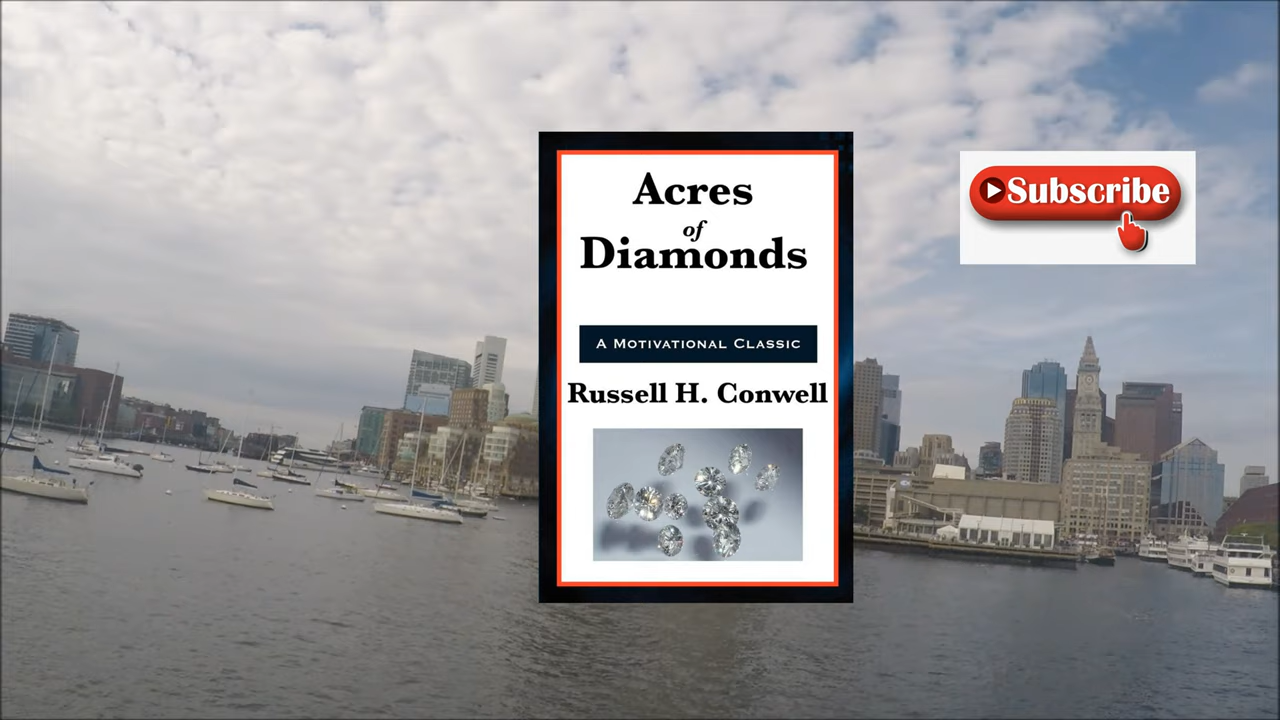 Acres
of
Diamonds
A Motivational Classic
Russell H. Conwell
Subscribe